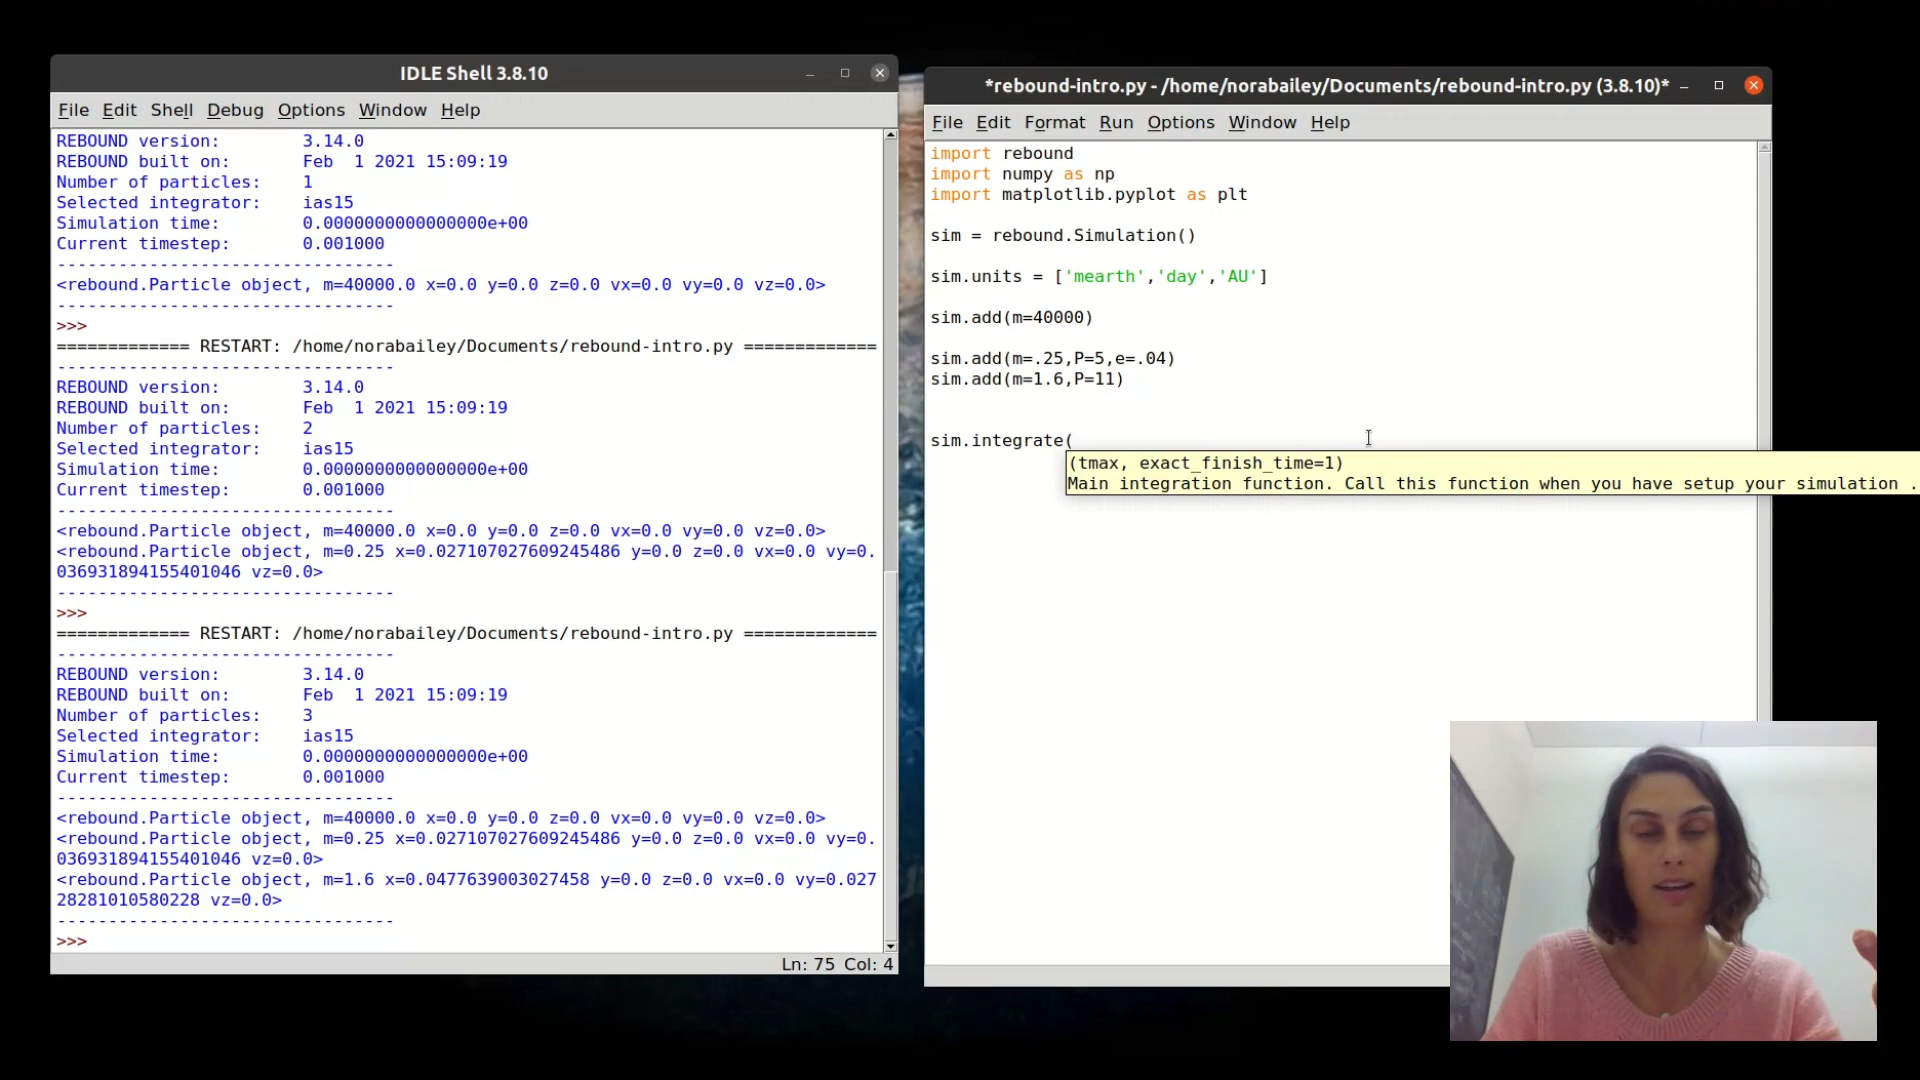 IDLE Shell 3.8.10
File Edit Shell Debug Options Window Help
REBOUND version: 3.14.0
REBOUND built on: Feb 1 2021 15:09:19
Number of particles: 1
Selected integrator: ias15
Simulation time: 0.0000000000000000e+00
Current timestep: 0.001000
---------------------------------
<rebound.Particle object, m=40000.0 x=0.0 y=0.0 z=0.0 vx=0.0 vy=0.0 vz=0.0>
---------------------------------
>>>
============= RESTART: /home/norabailey/Documents/rebound-intro.py =============
---------------------------------
REBOUND version: 3.14.0
REBOUND built on: Feb 1 2021 15:09:19
Number of particles: 2
Selected integrator: ias15
Simulation time: 0.0000000000000000e+00
Current timestep: 0.001000
---------------------------------
<rebound.Particle object, m=40000.0 x=0.0 y=0.0 z=0.0 vx=0.0 vy=0.0 vz=0.0>
<rebound.Particle object, m=0.25 x=0.027107027609245486 y=0.0 z=0.0 vx=0.0 vy=0.
036931894155401046 vz=0.0>
---------------------------------
>>>
============= RESTART: /home/norabailey/Documents/rebound-intro.py =============
---------------------------------
REBOUND version: 3.14.0
REBOUND built on: Feb 1 2021 15:09:19
Number of particles: 3
Selected integrator: ias15
Simulation time: 0.0000000000000000e+00
Current timestep: 0.001000
---------------------------------
<rebound.Particle object, m=40000.0 x=0.0 y=0.0 z=0.0 vx=0.0 vy=0.0 vz=0.0>
<rebound.Particle object, m=0.25 x=0.027107027609245486 y=0.0 z=0.0 vx=0.0 vy=0.
036931894155401046 vz=0.0>
<rebound.Particle object, m=1.6 x=0.0477639003027458 y=0.0 z=0.0 vx=0.0 vy=0.027
28281010580228 vz=0.0>
---------------------------------
>>>
Ln: 75 Col: 4
*rebound-intro.py - /home/norabailey/Documents/rebound-intro.py (3.8.10)*
File Edit Format Run Options Window Help
import rebound
import numpy as np
import matplotlib.pyplot as plt
sim = rebound.Simulation()
sim.units = ['mearth','day','AU']
sim.add(m=40000)
sim.add(m=.25,P=5,e=.04)
sim.add(m=1.6,P=11)
sim.integrate(
(tmax, exact_finish_time=1)
Main integration function. Call this function when you have setup your simulation .